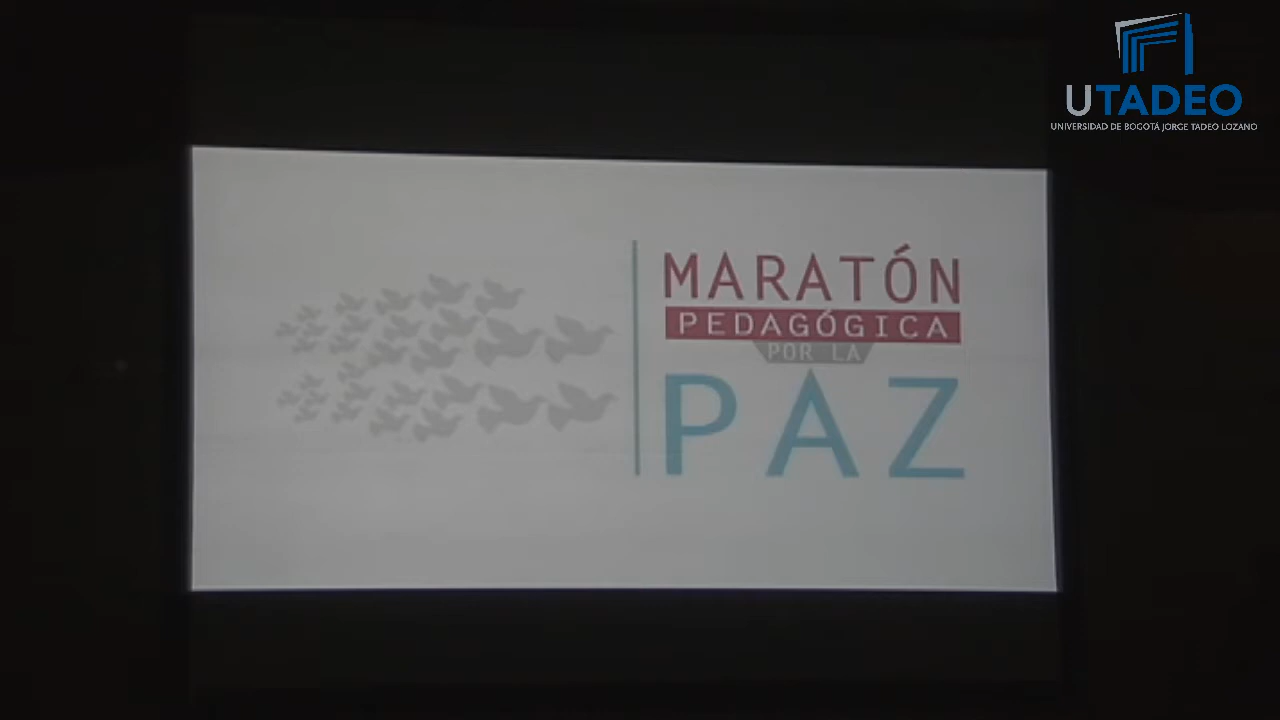 UTADEO
UNIVERSIDAD DE BOGOTÁ JORGE TADEO LOZANO
MARATÓN
PEDAGÓGICA
POR LA
PAZ